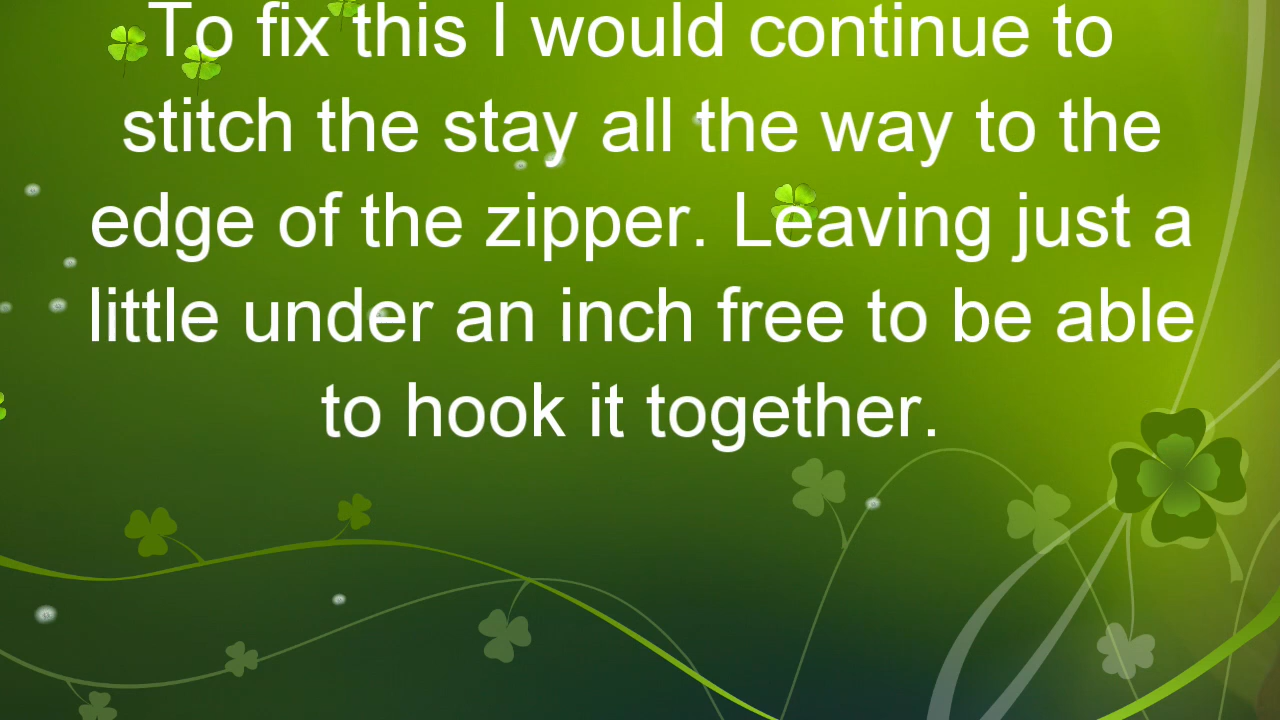 To fix this I would continue to
stitch the stay all the way to the
edge of the zipper. Leaving just a
little under an inch free to be able
to hook it together.